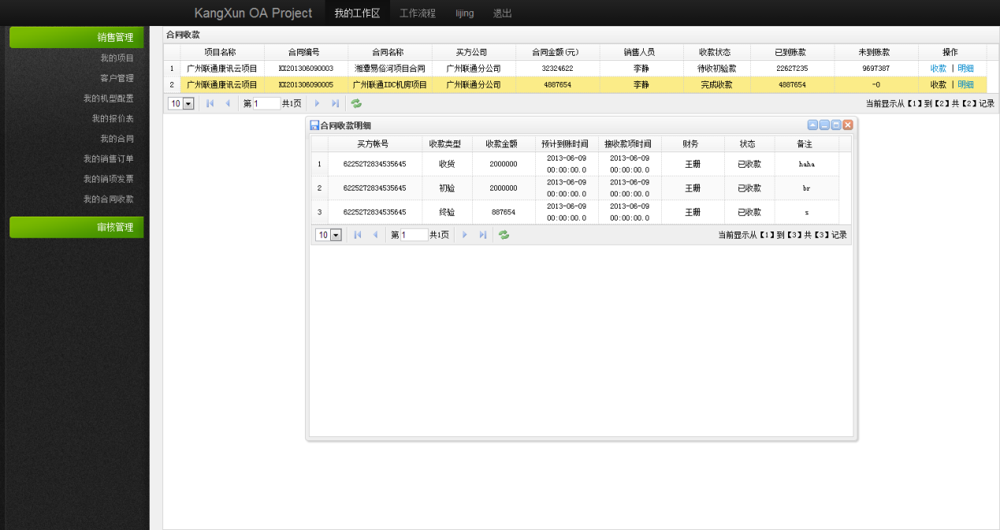 KangXun OA Project 我的工作区 工作流程 lijing 退出
销售管理
我的项目
客户管理
我的机型配置
我的报价表
我的合同
我的销售订单
我的销项发票
我的合同收款
审核管理
合同收款
项目名称 合同编号 合同名称 买方公司 合同金额(元) 销售人员 收款状态 已到账款 未到账款 操作
1 广州联通康讯云项目 KX201306090003 湘潭易俗河项目合同 广州联通分公司 32324622 李静 待收初验款 22627235 9697387 收款 | 明细
2 广州联通康讯云项目 KX201306090005 广州联通IDC机房项目 广州联通分公司 4887654 李静 完成收款 4887654 -0 收款 | 明细
10 第 1 共1页 当前显示从【1】到【2】共【2】记录
合同收款明细
买方帐号 收款类型 收款金额 预计到账时间 接收款项时间 财务 状态 备注
1 6225272834535645 收货 2000000 2013-06-09 00:00:00.0 2013-06-09 00:00:00.0 王珊 已收款 haha
2 6225272834535645 初验 2000000 2013-06-09 00:00:00.0 2013-06-09 00:00:00.0 王珊 已收款 br
3 6225272834535645 终验 887654 2013-06-09 00:00:00.0 2013-06-09 00:00:00.0 王珊 已收款 s
10 第 1 共1页 当前显示从【1】到【3】共【3】记录